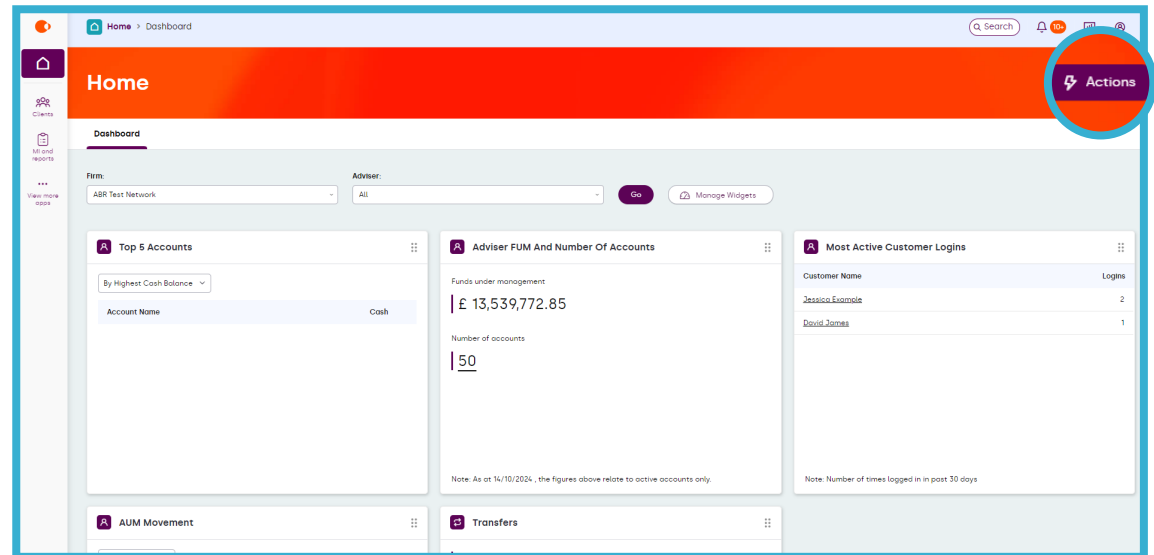 Home > Dashboard
Search
10+
Home
Actions
Clients
MI and
reports
View more
apps
Dashboard
Firm:
Adviser:
ABR Test Network
All
Go
Manage Widgets
Top 5 Accounts
By Highest Cash Balance
Account Name Cash
Adviser FUM And Number Of Accounts
Funds under management
£ 13,539,772.85
Number of accounts
50
Note: As at 14/10/2024 , the figures above relate to active accounts only.
Most Active Customer Logins
Customer Name Logins
Jessica Example 2
David James 1
Note: Number of times logged in in past 30 days
AUM Movement
Transfers